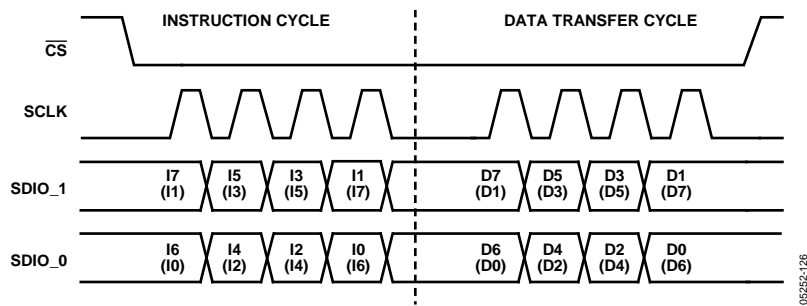 INSTRUCTION CYCLE DATA TRANSFER CYCLE
CS
SCLK
SDIO_1 I7 I5 I3 I1 D7 D5 D3 D1
(I1) (I3) (I5) (I7) (D1) (D3) (D5) (D7)
SDIO_0 I6 I4 I2 I0 D6 D4 D2 D0
(I0) (I2) (I4) (I6) (D0) (D2) (D4) (D6)
05252-126